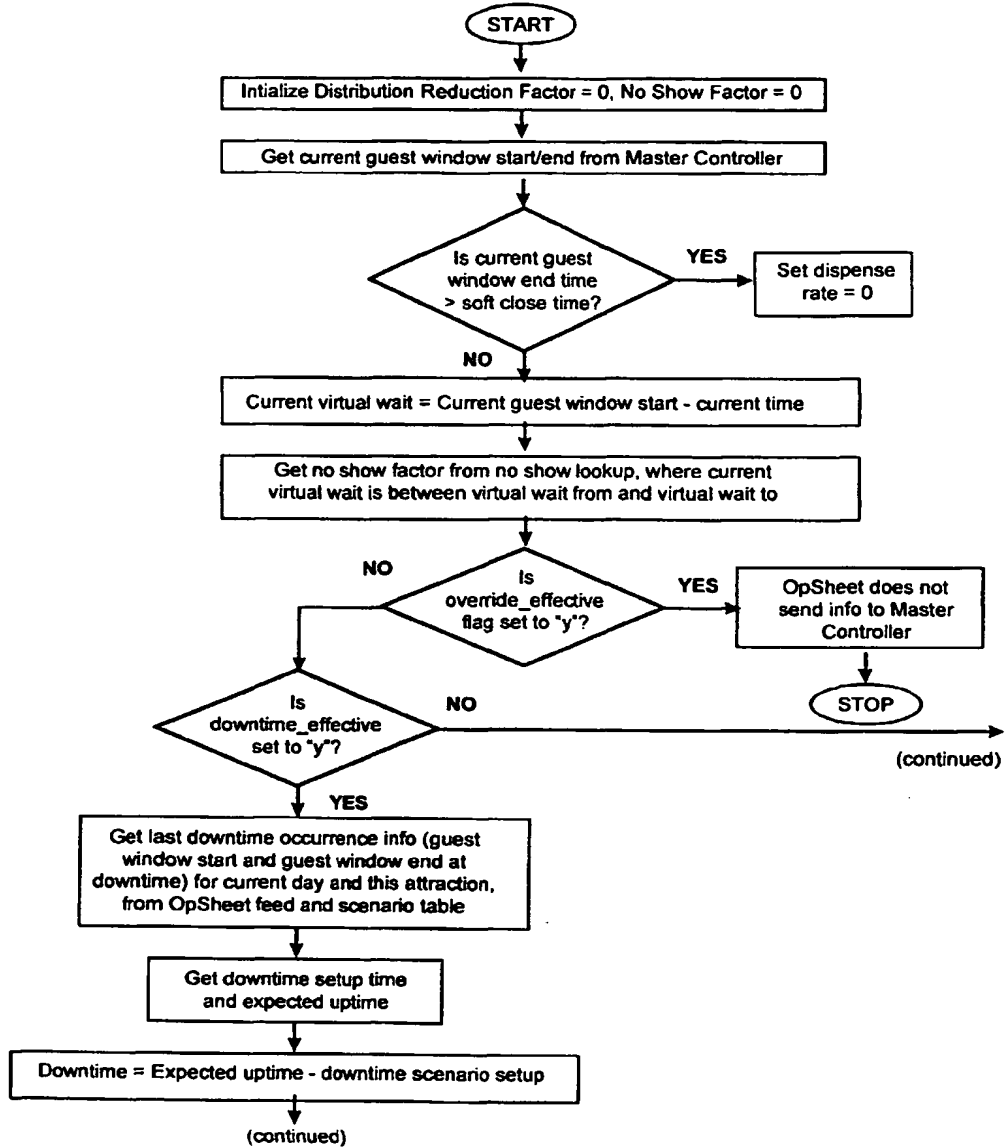 START
Intialize Distribution Reduction Factor = 0, No Show Factor = 0
Get current guest window start/end from Master Controller
Is current guest
window end time
> soft close time?
YES
Set dispense
rate = 0
NO
Current virtual wait = Current guest window start - current time
Get no show factor from no show lookup, where current
virtual wait is between virtual wait from and virtual wait to
NO
Is
override_effective
flag set to "y"?
YES
OpSheet does not
send info to Master
Controller
STOP
Is
downtime_effective
set to "y"?
NO
(continued)
YES
Get last downtime occurrence info (guest
window start and guest window end at
downtime) for current day and this attraction,
from OpSheet feed and scenario table
Get downtime setup time
and expected uptime
Downtime = Expected uptime - downtime scenario setup
(continued)